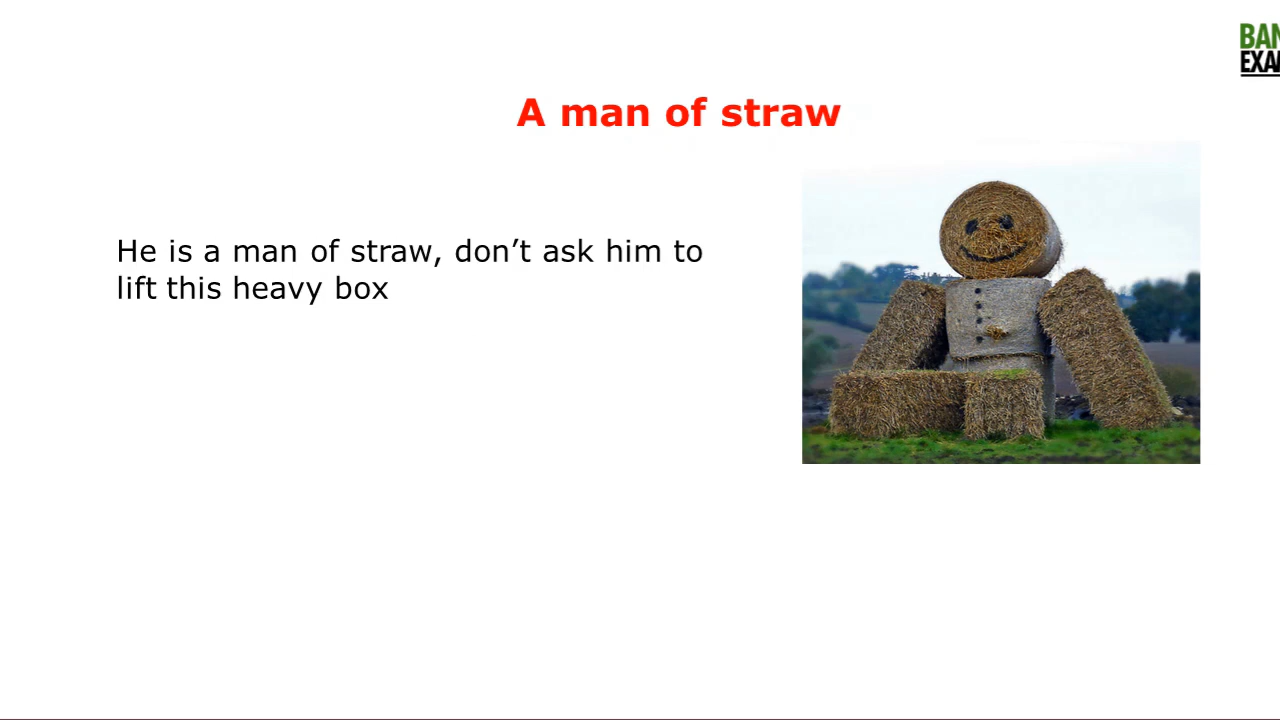 A man of straw
He is a man of straw, don’t ask him to
lift this heavy box